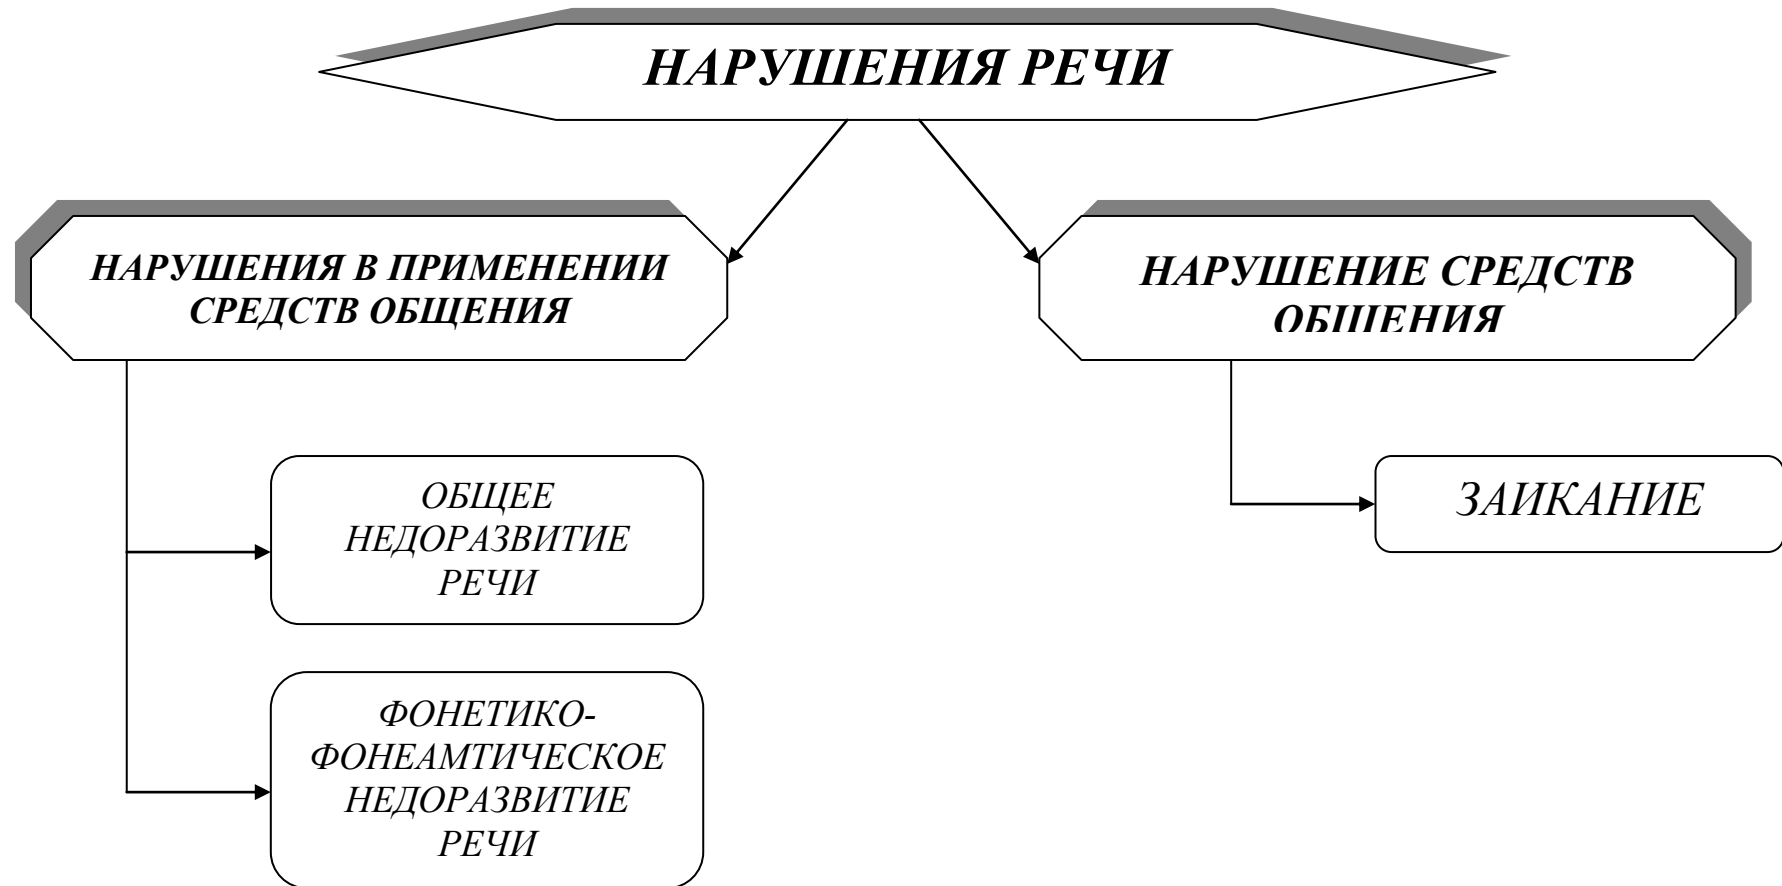 НАРУШЕНИЯ РЕЧИ
НАРУШЕНИЯ В ПРИМЕНЕНИИ
СРЕДСТВ ОБЩЕНИЯ
НАРУШЕНИЕ СРЕДСТВ
ОБЩЕНИЯ
ОБЩЕЕ
НЕДОРАЗВИТИЕ
РЕЧИ
ЗАИКАНИЕ
ФОНЕТИКО-
ФОНЕАМТИЧЕСКОЕ
НЕДОРАЗВИТИЕ
РЕЧИ